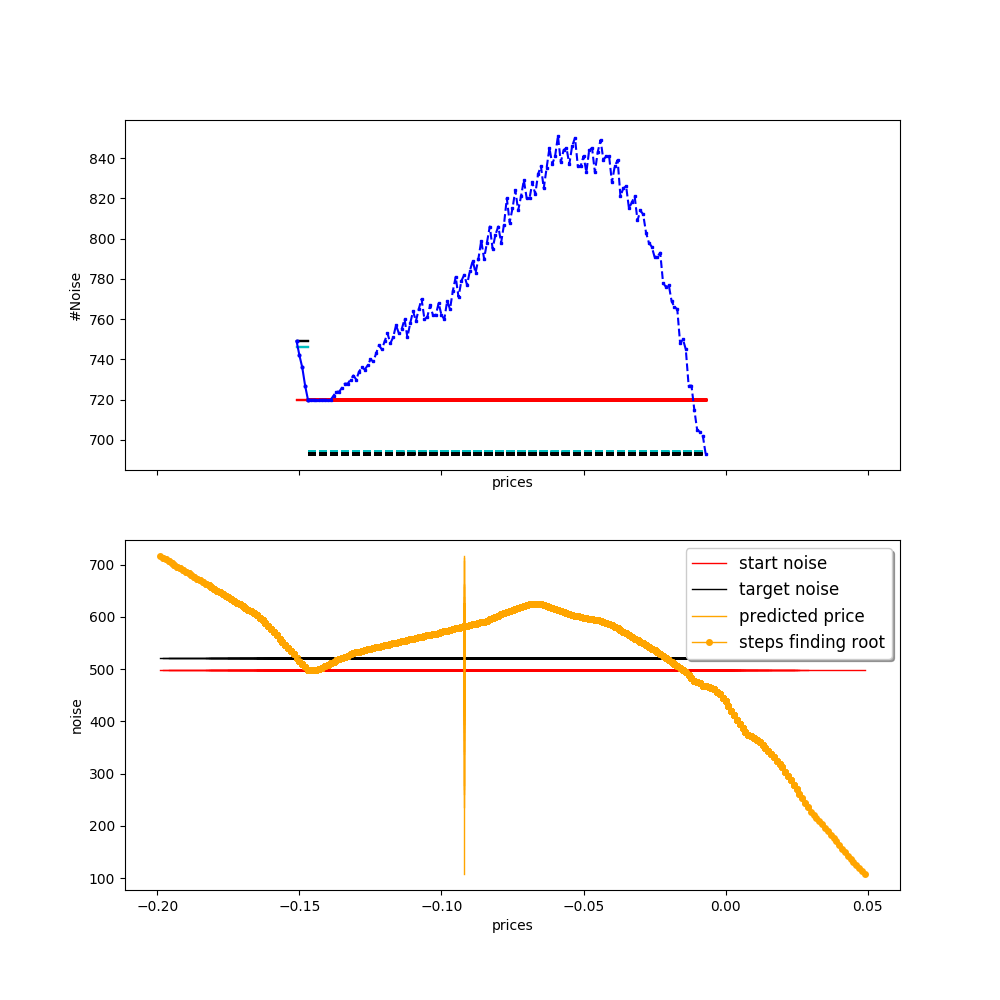 840
820
800
780
760
740
720
700
#Noise
prices
700
600
500
400
300
200
100
noise
start noise
target noise
predicted price
steps finding root
−0.20 −0.15 −0.10 −0.05 0.00 0.05
prices